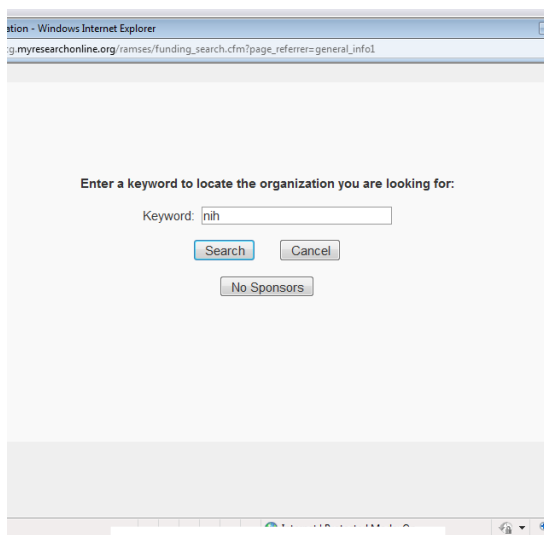 ation - Windows Internet Explorer
g.myresearchonline.org/ramses/funding_search.cfm?page_referrer=general_info1
Enter a keyword to locate the organization you are looking for:
Keyword: nih
Search Cancel
No Sponsors